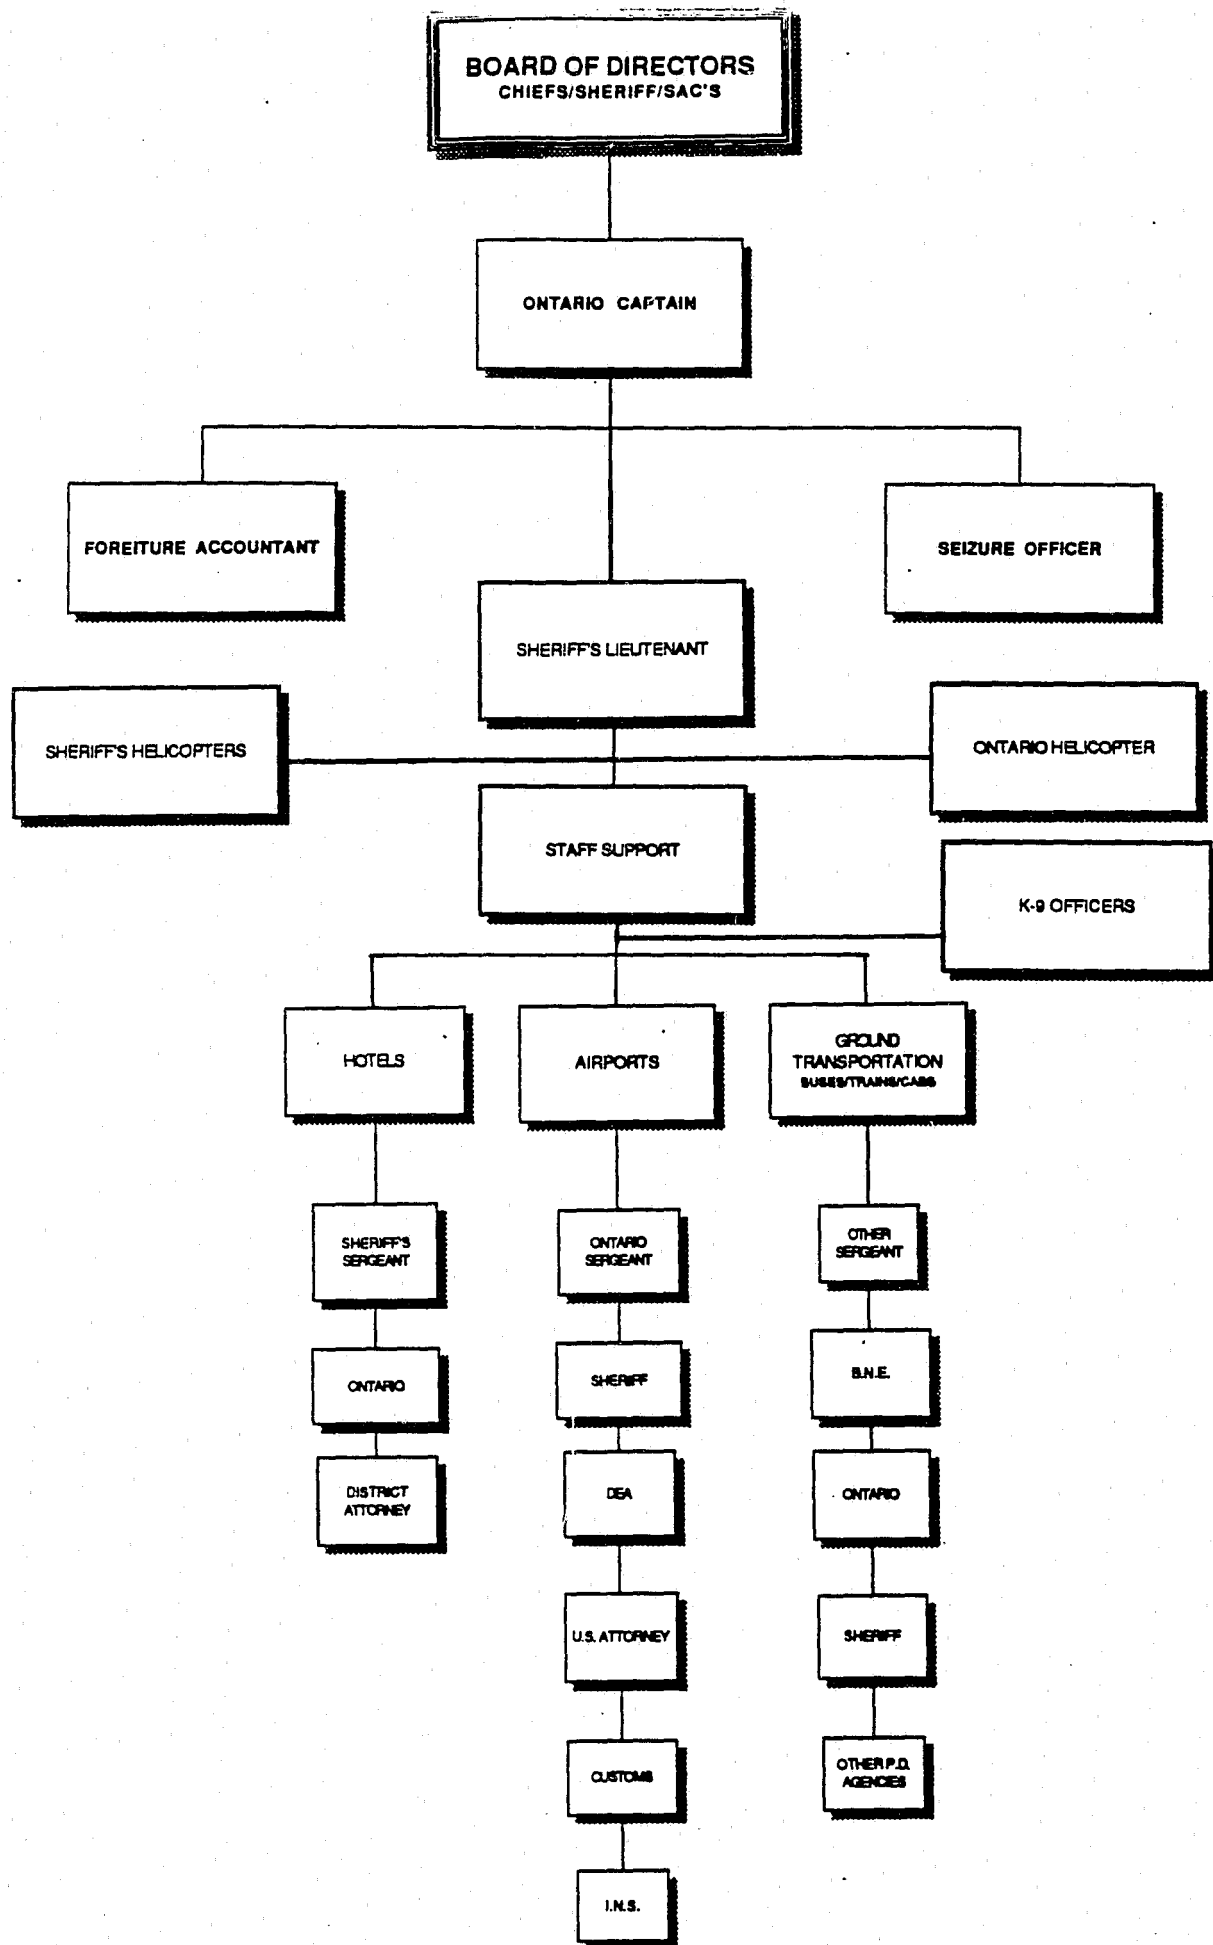 BOARD OF DIRECTORS
CHIEFS/SHERIFF/SAC'S
ONTARIO CAPTAIN
FOREITURE ACCOUNTANT
SEIZURE OFFICER
SHERIFF'S LIEUTENANT
SHERIFF'S HELICOPTERS
ONTARIO HELICOPTER
STAFF SUPPORT
K-9 OFFICERS
HOTELS
AIRPORTS
GROUND
TRANSPORTATION
BUSES/TRAINS/CABS
SHERIFF'S
SERGEANT
ONTARIO
DISTRICT
ATTORNEY
ONTARIO
SERGEANT
SHERIFF
DEA
U.S. ATTORNEY
CUSTOMS
I.N.S.
OTHER
SERGEANT
B.N.E.
ONTARIO
SHERIFF
OTHER P.D.
AGENCIES